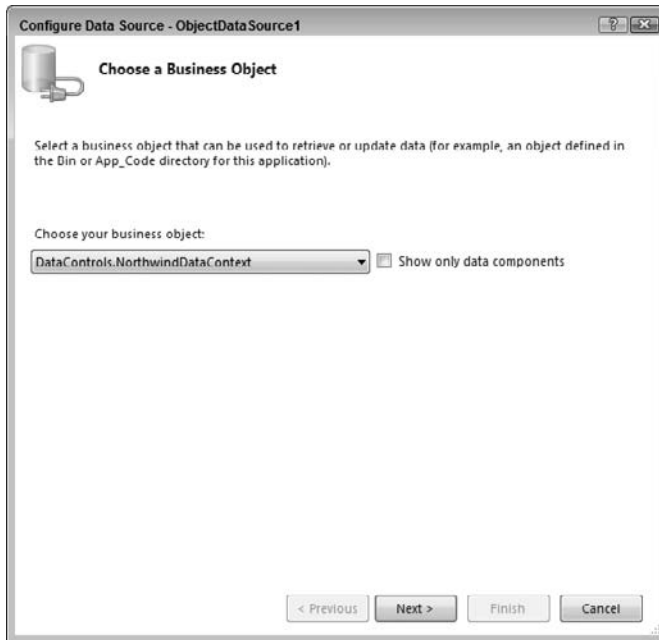 Configure Data Source - ObjectDataSource1
Choose a Business Object
Select a business object that can be used to retrieve or update data (for example, an object defined in
the Bin or App_Code directory for this application).
Choose your business object:
DataControls.NorthwindDataContext
Show only data components
< Previous
Next >
Finish
Cancel